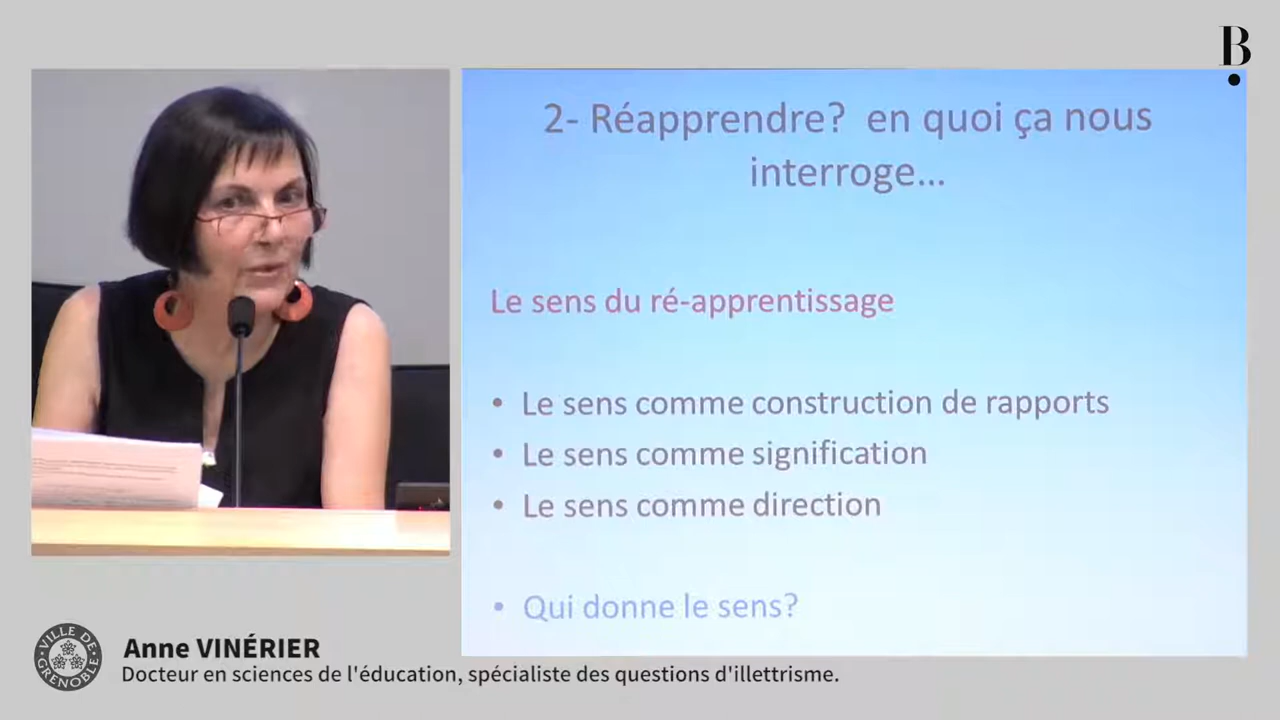 B
2- Réapprendre? en quoi ça nous
interroge...
Le sens du ré-apprentissage
• Le sens comme construction de rapports
• Le sens comme signification
• Le sens comme direction
• Qui donne le sens?
VILLE DE GRENOBLE
Anne VINÉRIER
Docteur en sciences de l'éducation, spécialiste des questions d'illettrisme.